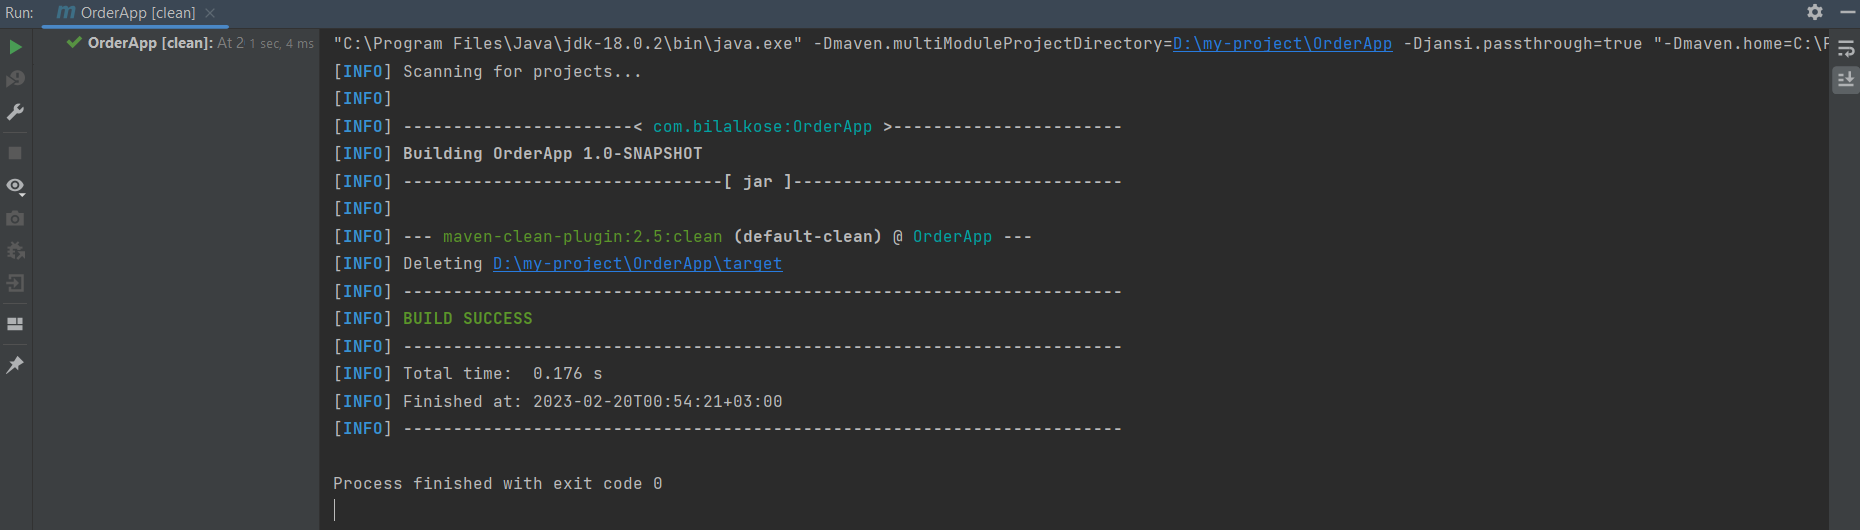 Run: OrderApp [clean] ×
OrderApp [clean]: At 2 1 sec, 4 ms
"C:\Program Files\Java\jdk-18.0.2\bin\java.exe" -Dmaven.multiModuleProjectDirectory=D:\my-project\OrderApp -Djansi.passthrough=true "-Dmaven.home=C:\
[INFO] Scanning for projects...
[INFO]
[INFO] -----------------------< com.bilalkose:OrderApp >-----------------------
[INFO] Building OrderApp 1.0-SNAPSHOT
[INFO] --------------------------------[ jar ]---------------------------------
[INFO]
[INFO] --- maven-clean-plugin:2.5:clean (default-clean) @ OrderApp ---
[INFO] Deleting D:\my-project\OrderApp\target
[INFO] ------------------------------------------------------------------------
[INFO] BUILD SUCCESS
[INFO] ------------------------------------------------------------------------
[INFO] Total time:  0.176 s
[INFO] Finished at: 2023-02-20T00:54:21+03:00
[INFO] ------------------------------------------------------------------------
Process finished with exit code 0